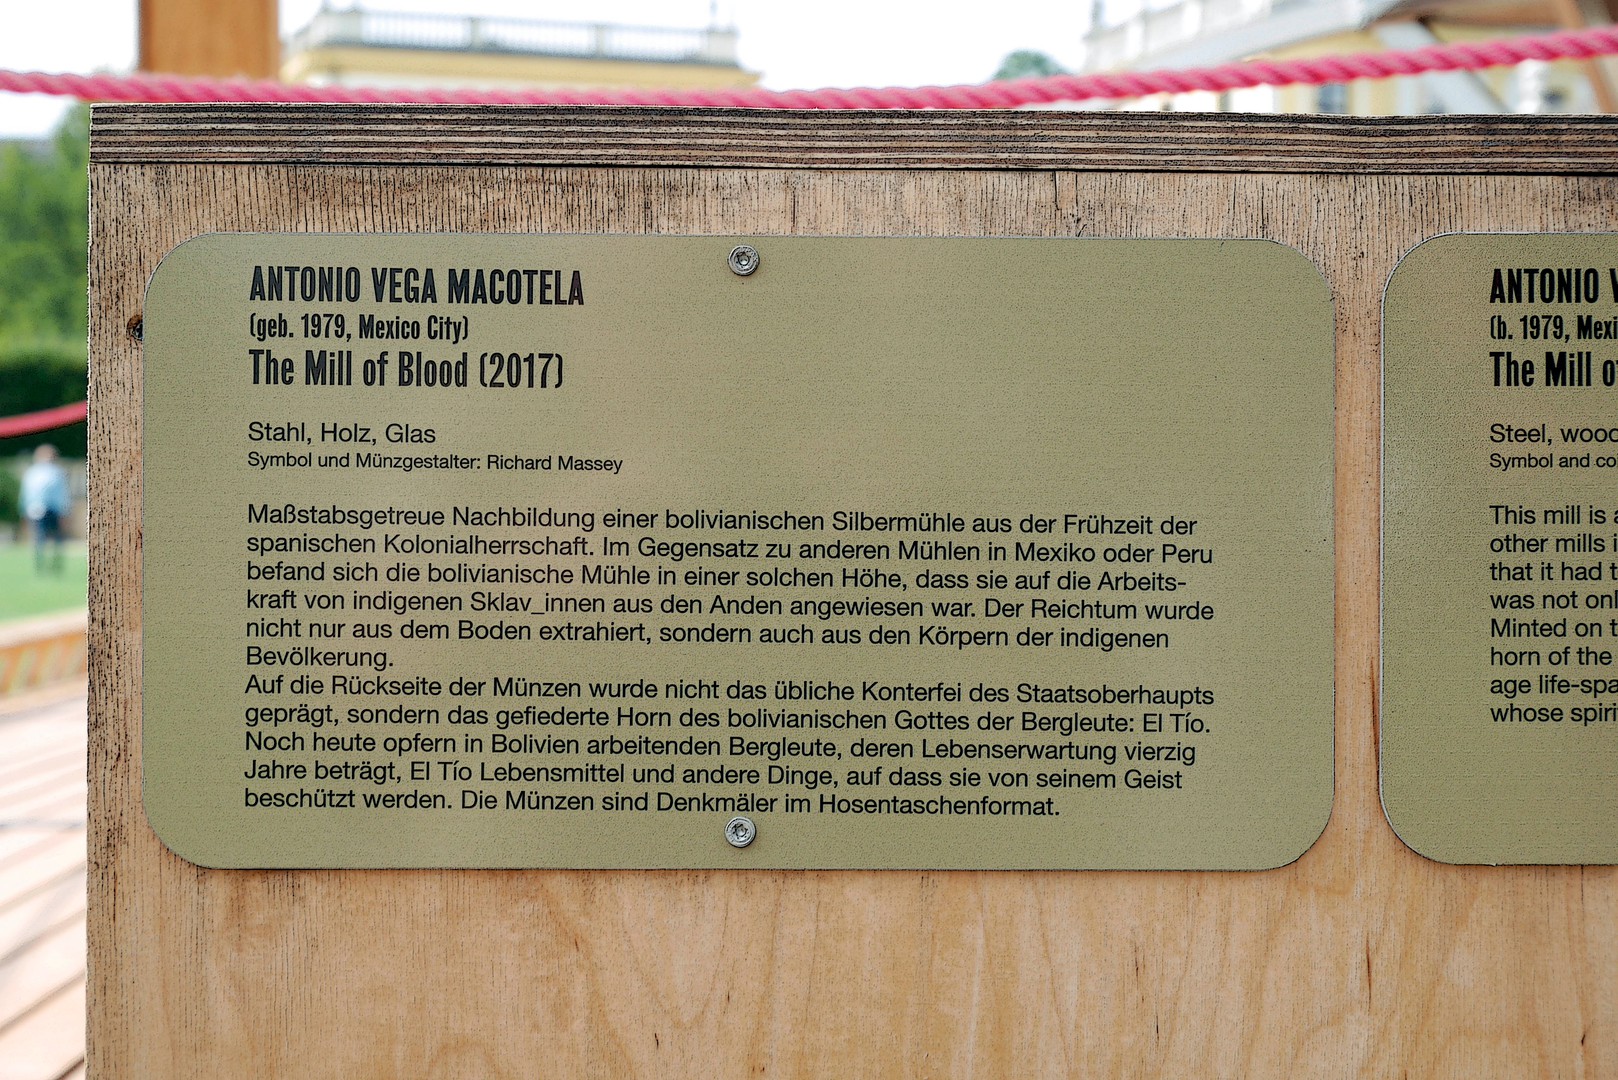 ANTONIO VEGA MACOTELA
(geb. 1979, Mexico City)
The Mill of Blood (2017)
Stahl, Holz, Glas
Symbol und Münzgestalter: Richard Massey
Maßstabsgetreue Nachbildung einer bolivianischen Silbermühle aus der Frühzeit der
spanischen Kolonialherrschaft. Im Gegensatz zu anderen Mühlen in Mexiko oder Peru
befand sich die bolivianische Mühle in einer solchen Höhe, dass sie auf die Arbeits-
kraft von indigenen Sklav_innen aus den Anden angewiesen war. Der Reichtum wurde
nicht nur aus dem Boden extrahiert, sondern auch aus den Körpern der indigenen
Bevölkerung.
Auf die Rückseite der Münzen wurde nicht das übliche Konterfei des Staatsoberhaupts
geprägt, sondern das gefiederte Horn des bolivianischen Gottes der Bergleute: El Tío.
Noch heute opfern in Bolivien arbeitenden Bergleute, deren Lebenserwartung vierzig
Jahre beträgt, El Tío Lebensmittel und andere Dinge, auf dass sie von seinem Geist
beschützt werden. Die Münzen sind Denkmäler im Hosentaschenformat.
ANTONIO
(b. 1979,
The Mill
Steel,
Symbol and
This mill is
other mills
that it had
was not
Minted on
horn of the
age
whose